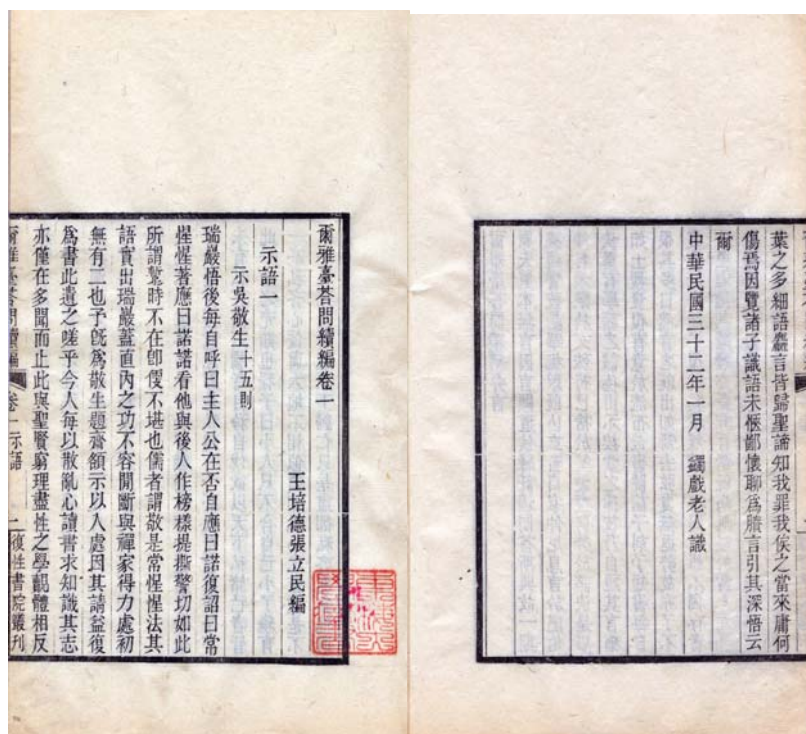 葉之多細語麤言皆歸聖諦知我罪我俟之當來庸何
傷焉因覽諸子識語未愜鄙懷聊爲贅言引其深悟云
爾
中華民國三十二年一月　蠲戲老人識
爾雅臺荅問續編卷一
王培德張立民編
示語一
示吳敬生十五則
瑞巖悟後每自呼曰主人公在否自應曰諾復詔曰常
惺惺著應曰諾諾看他與後人作榜樣提撕警切如此
所謂蹔時不在卽便不堪也儒者謂敬是常惺惺法其
語實出瑞巖蓋直內之功不容間斷與禪家得力處初
無有二也予旣爲敬生題齋額示以入處因其請益復
爲書此遺之嗟乎今人每以散亂心讀書求知識其志
亦僅在多聞而止此與聖賢窮理盡性之學覿體相反
爾雅臺荅問續編　卷一 示語　一　復性書院叢刊